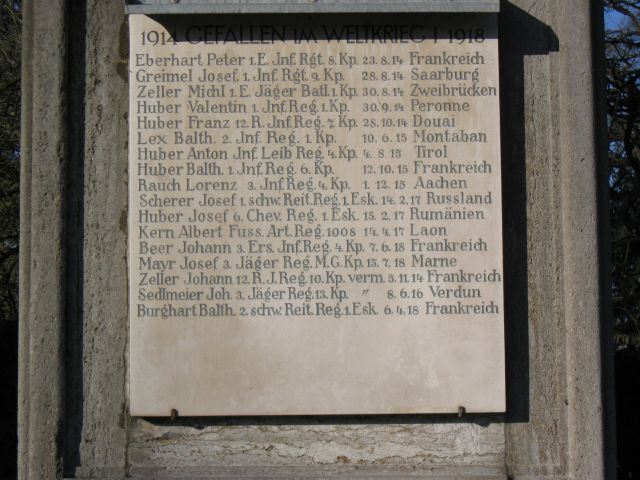 1914 GEFALLEN IM WELTKRIEG I 1918
Eberhart Peter 1. E. Jnf. Rgt. 8. Kp. 23. 8. 14 Frankreich
Greimel Josef. 1. Jnf. Rgt. 9. Kp. 28. 8. 14 Saarburg
Zeller Michl 1. E. Jäger Batl. 1. Kp. 30. 8. 14 Zweibrücken
Huber Valentin 1. Jnf. Reg. 1. Kp. 30. 9. 14 Peronne
Huber Franz 12. R. Jnf. Reg. 7. Kp. 28. 10. 14 Douai
Lex Balth. 2. Jnf. Reg. 1. Kp. 10. 6. 15 Montaban
Huber Anton Jnf. Leib Reg. 4. Kp. 4. 8 15 Tirol
Huber Balth. 1. Jnf. Reg. 6. Kp. 12. 10. 15 Frankreich
Rauch Lorenz 3. Jnf. Reg. 4. Kp. 1. 12. 15 Aachen
Scherer Josef 1. schw. Reit. Reg. 1. Esk. 14. 2. 17 Russland
Huber Josef 6. Chev. Reg. 1. Esk. 15. 2. 17 Rumänien
Kern Albert Fuss. Art. Reg. 1008 14. 4. 17 Laon
Beer Johann 3. Ers. Jnf. Reg. 4. Kp. 7. 6. 18 Frankreich
Mayr Josef 3. Jäger Reg. M. G. Kp. 15. 7. 18 Marne
Zeller Johann 12. R. J. Reg. 10. Kp. verm. 5. 11. 14 Frankreich
Sedlmeier Joh. 3. Jäger Reg. 13. Kp. " 8. 6. 16 Verdun
Burghart Balth. 2. schw. Reit. Reg. 1. Esk. 6. 4. 18 Frankreich